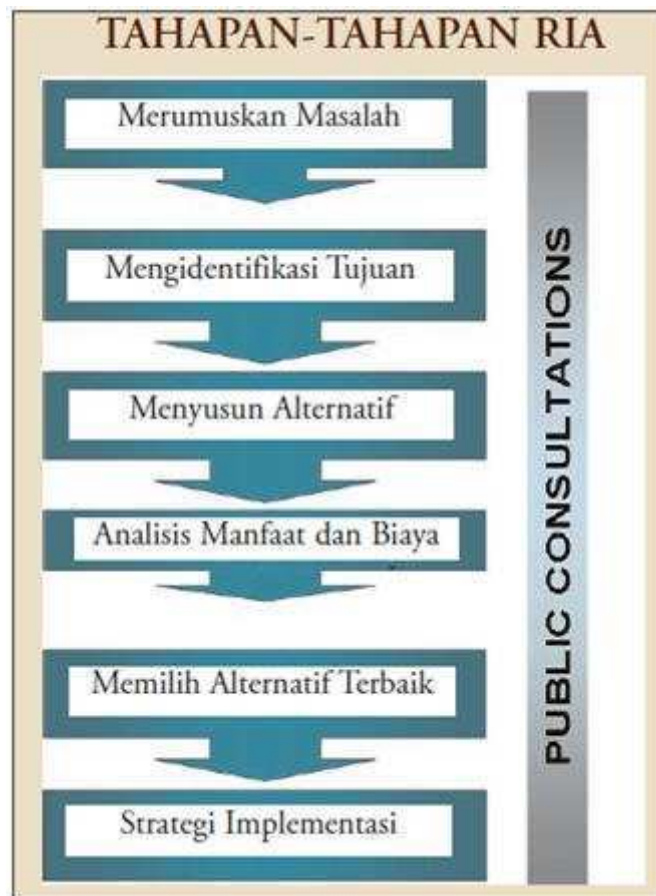 TAHAPAN-TAHAPAN RIA
Merumuskan Masalah
Mengidentifikasi Tujuan
Menyusun Alternatif
Analisis Manfaat dan Biaya
Memilih Alternatif Terbaik
Strategi Implementasi
PUBLIC CONSULTATIONS